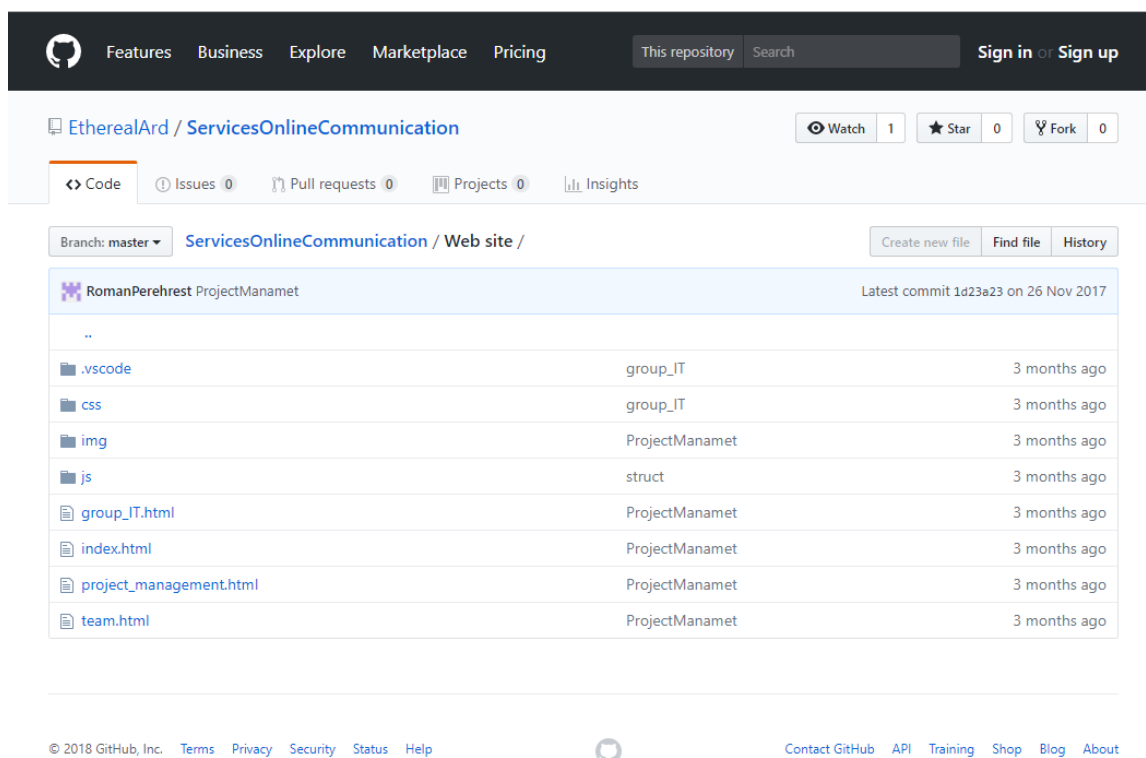 Features Business Explore Marketplace Pricing This repository Search Sign in or Sign up
EtherealArd / ServicesOnlineCommunication Watch 1 Star 0 Fork 0
Code Issues 0 Pull requests 0 Projects 0 Insights
Branch: master ServicesOnlineCommunication / Web site / Create new file Find file History
RomanPerehrest ProjectManamet Latest commit 1d23a23 on 26 Nov 2017
..
.vscode group_IT 3 months ago
css group_IT 3 months ago
img ProjectManamet 3 months ago
js struct 3 months ago
group_IT.html ProjectManamet 3 months ago
index.html ProjectManamet 3 months ago
project_management.html ProjectManamet 3 months ago
team.html ProjectManamet 3 months ago
© 2018 GitHub, Inc. Terms Privacy Security Status Help Contact GitHub API Training Shop Blog About